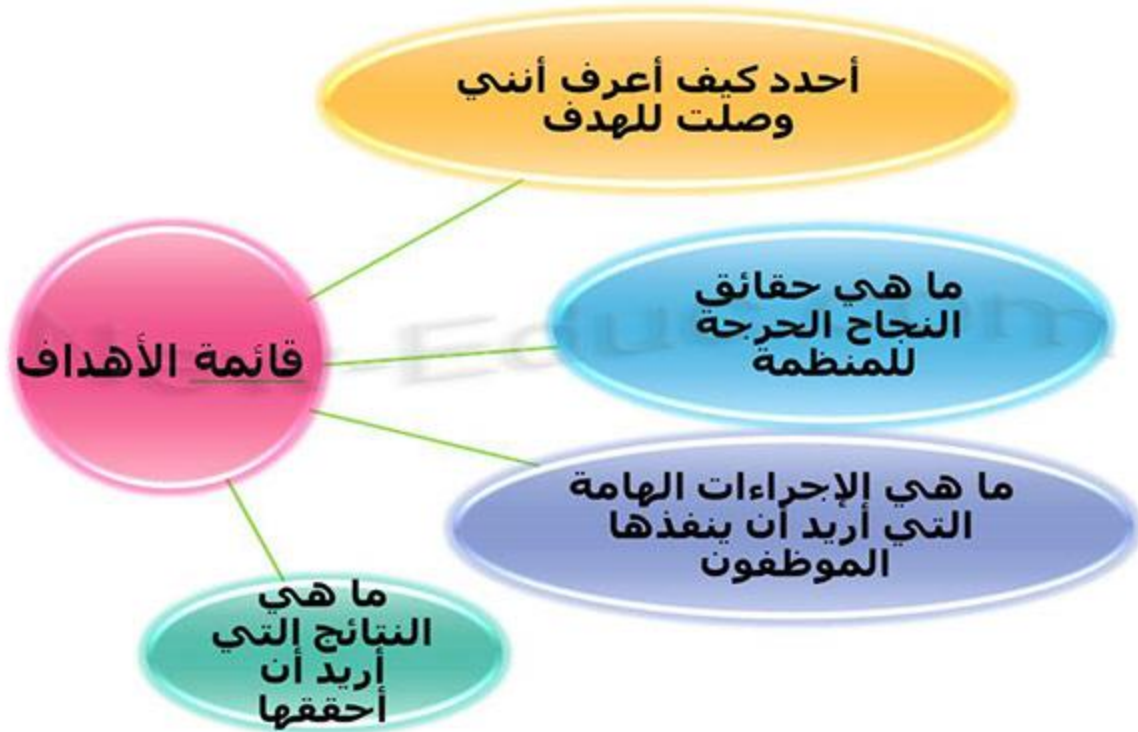 أحدد كيف أعرف أنني
وصلت للهدف
ما هي حقائق
النجاح الحرجة
للمنظمة
قائمة الأهداف
ما هي الإجراءات الهامة
التي أريد أن ينفذها
الموظفون
ما هي
النتائج التي
أريد أن
أحققها